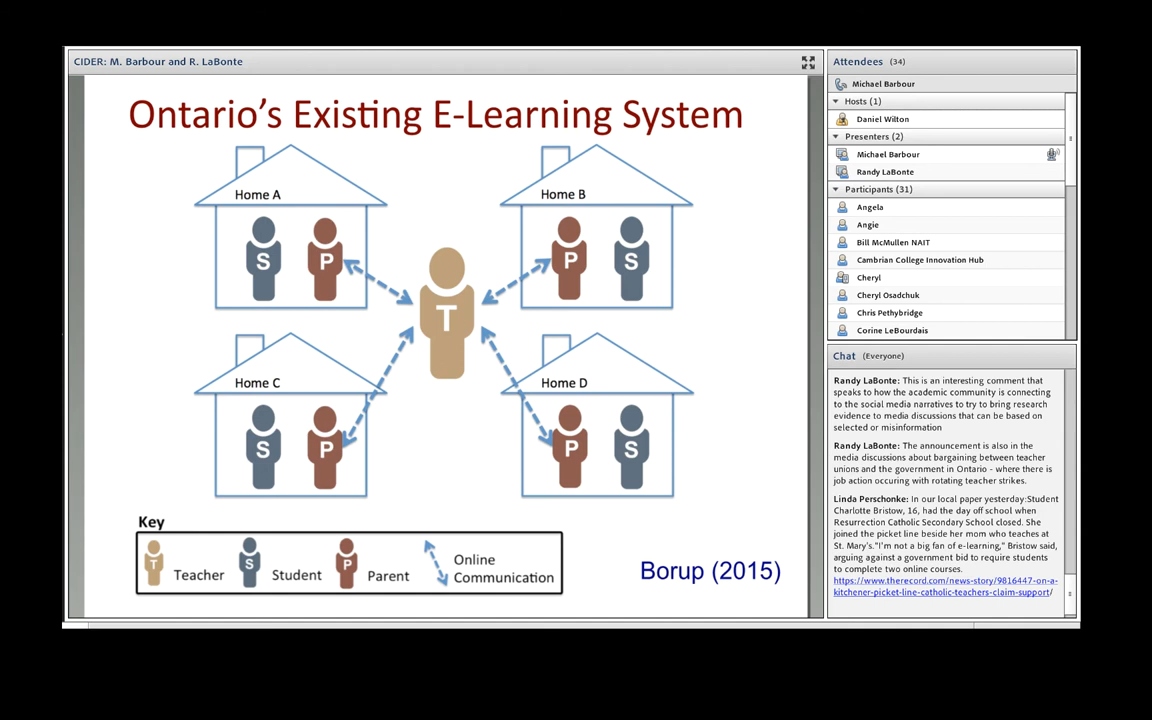 CIDER: M. Barbour and R. LaBonte
Ontario's Existing E-Learning System
Home A
S
P
Home B
P
S
T
Home C
S
P
Home D
P
S
Key
T
Teacher
S
Student
P
Parent
Online
Communication
Borup (2015)
Attendees (34)
Michael Barbour
Hosts (1)
Daniel Wilton
Presenters (2)
Michael Barbour
Randy LaBonte
Participants (31)
Angela
Angie
Bill McMullen NAIT
Cambrian College Innovation Hub
Cheryl
Cheryl Osadchuk
Chris Pethybridge
Corine LeBourdais
Chat (Everyone)
Randy LaBonte: This is an interesting comment that
speaks to how the academic community is connecting
to the social media narratives to try to bring research
evidence to media discussions that can be based on
selected or misinformation
Randy LaBonte: The announcement is also in the
media discussions about bargaining between teacher
unions and the government in Ontario - where there is
job action occuring with rotating teacher strikes.
Linda Perschonke: In our local paper yesterday:Student
Charlotte Bristow, 16, had the day off school when
Resurrection Catholic Secondary School closed. She
joined the picket line beside her mom who teaches at
St. Mary's."I'm not a big fan of e-learning," Bristow said,
arguing against a government bid to require students
to complete two online courses.
https://www.therecord.com/news-story/9816447-on-a-
kitchener-picket-line-catholic-teachers-claim-support/